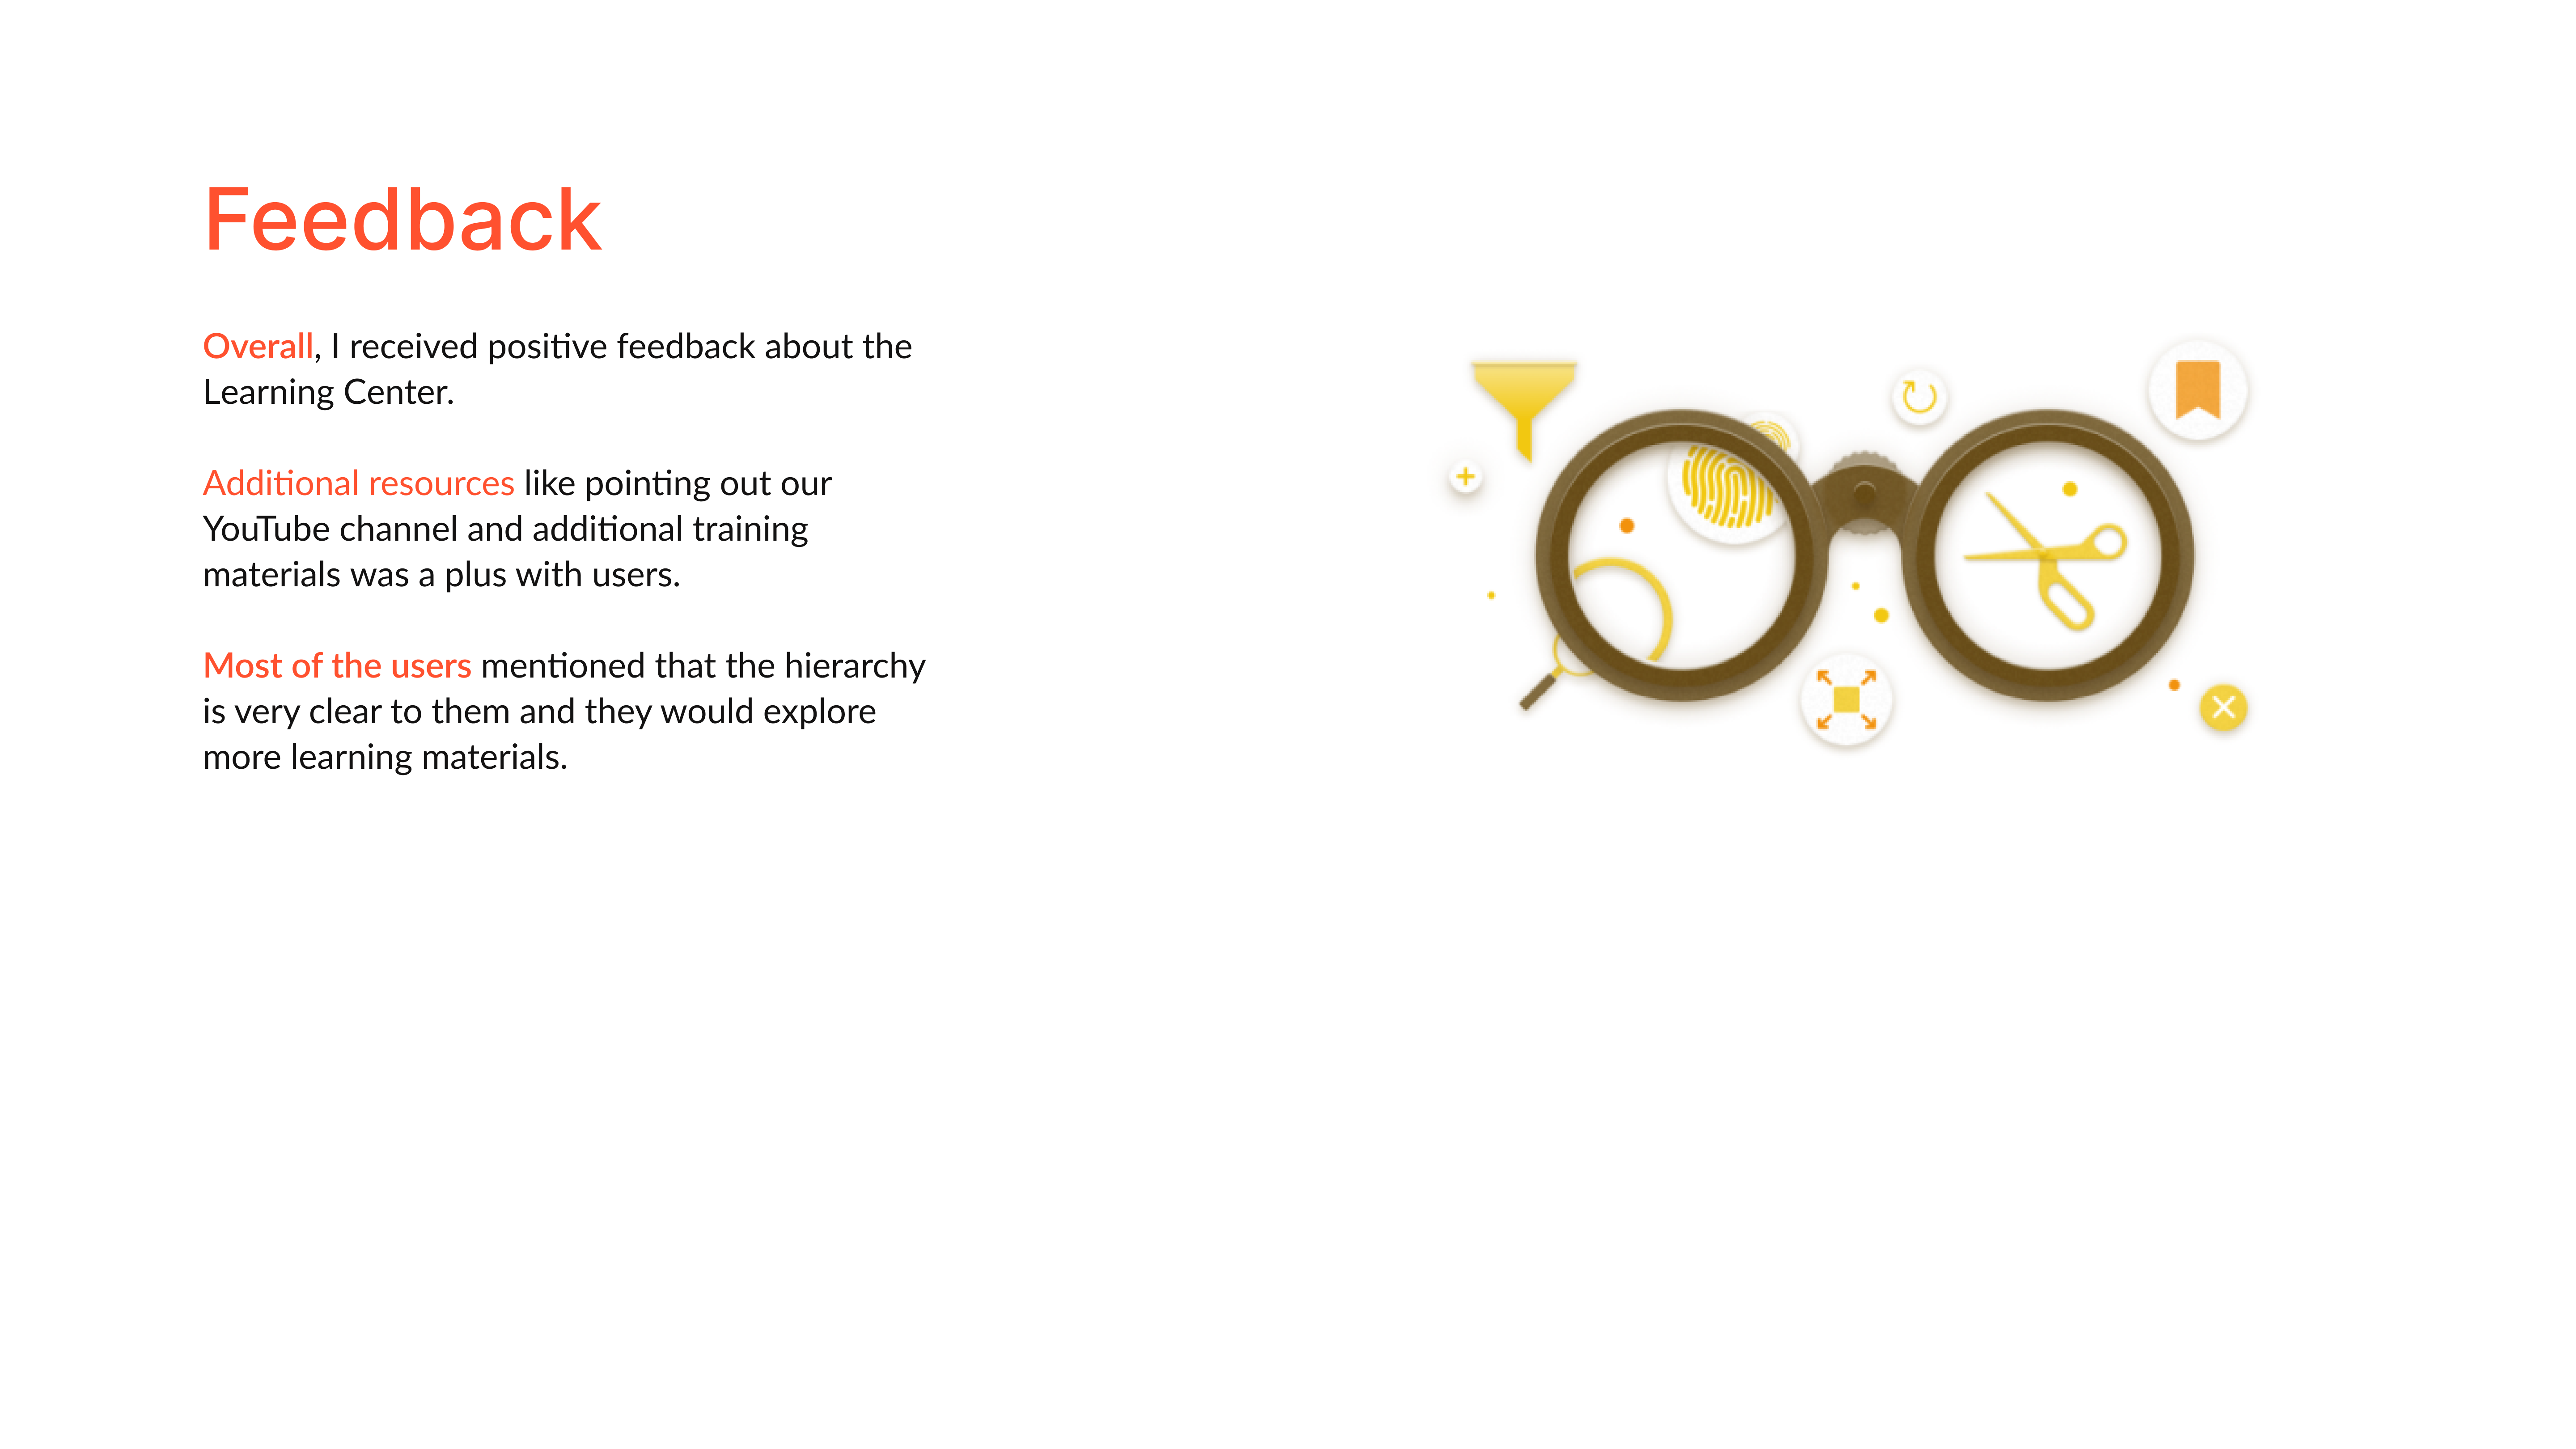 Feedback
Overall, I received positive feedback about the
Learning Center.
Additional resources like pointing out our
YouTube channel and additional training
materials was a plus with users.
Most of the users mentioned that the hierarchy
is very clear to them and they would explore
more learning materials.